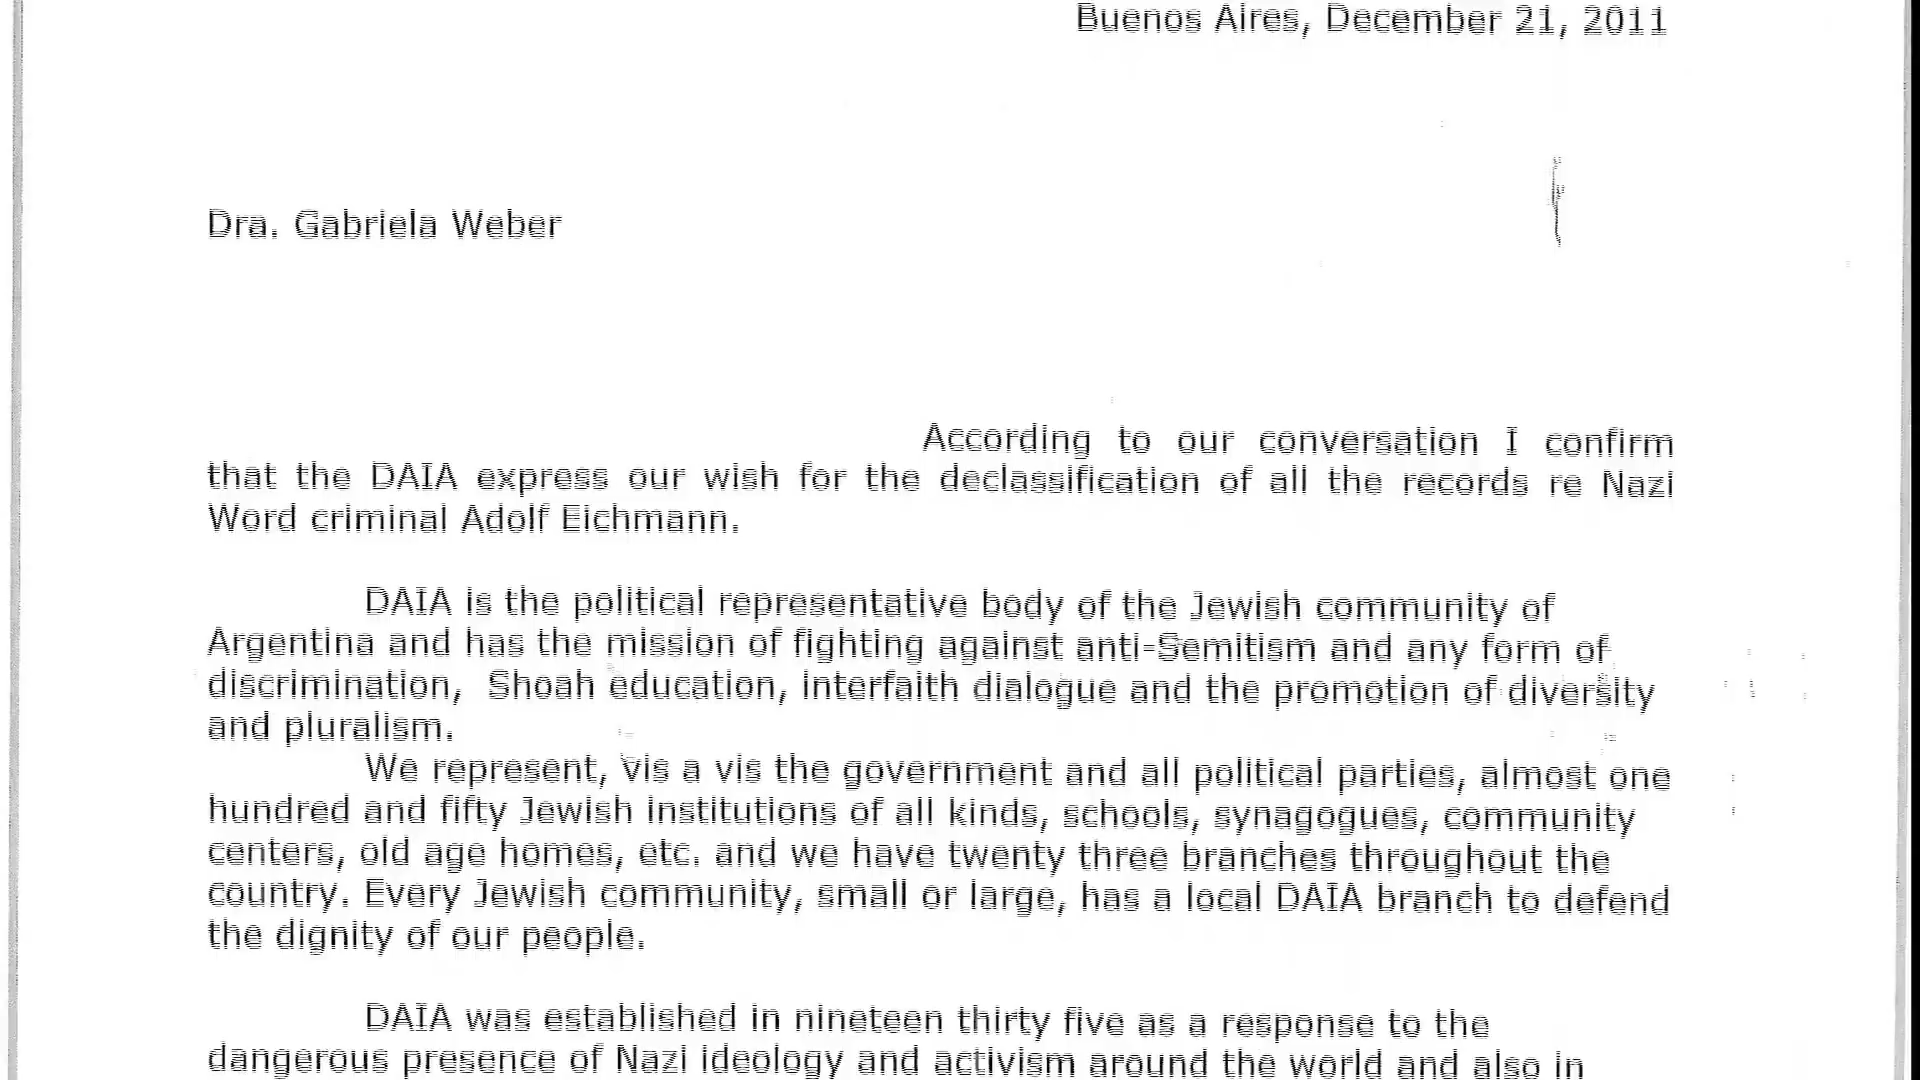 Buenos Aires, December 21, 2011
Dra. Gabriela Weber
According to our conversation I confirm
that the DAIA express our wish for the declassification of all the records re Nazi
Word criminal Adolf Eichmann.
DAIA is the political representative body of the Jewish community of
Argentina and has the mission of fighting against anti-Semitism and any form of
discrimination, Shoah education, interfaith dialogue and the promotion of diversity
and pluralism.
We represent, vis a vis the government and all political parties, almost one
hundred and fifty Jewish institutions of all kinds, schools, synagogues, community
centers, old age homes, etc. and we have twenty three branches throughout the
country. Every Jewish community, small or large, has a local DAIA branch to defend
the dignity of our people.
DAIA was established in nineteen thirty five as a response to the
dangerous presence of Nazi ideology and activism around the world and also in